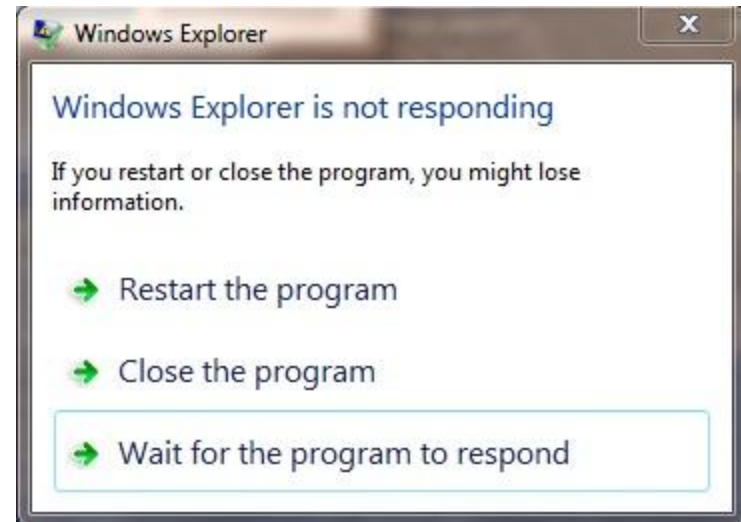 Windows Explorer
Windows Explorer is not responding
If you restart or close the program, you might lose
information.
Restart the program
Close the program
Wait for the program to respond